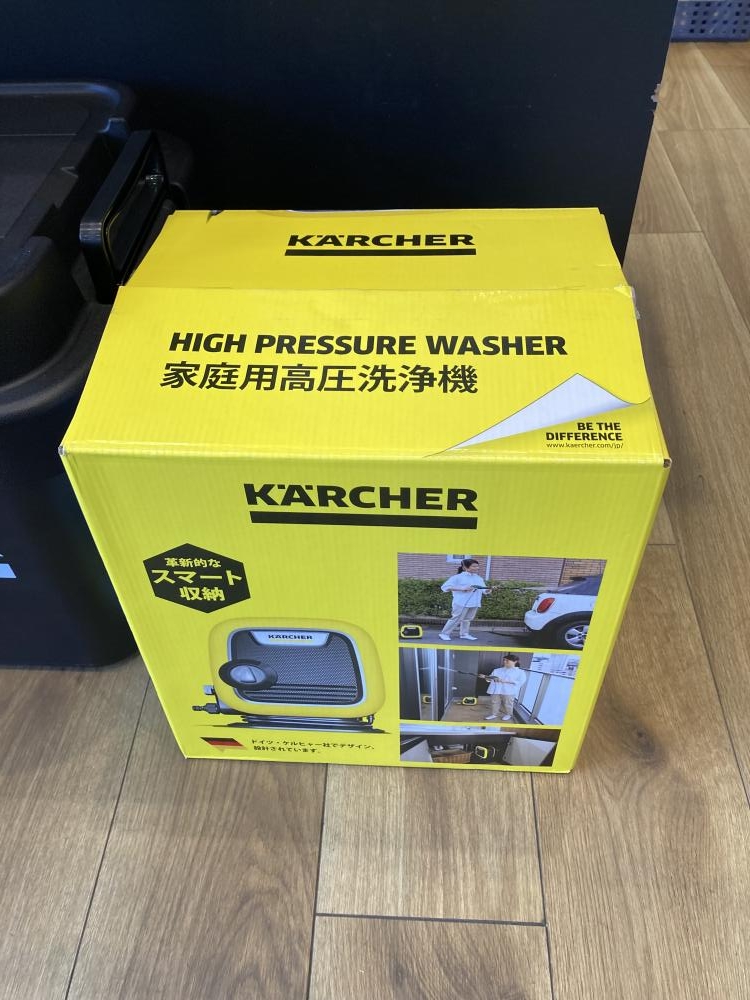 KÄRCHER
HIGH PRESSURE WASHER
家庭用高圧洗浄機
BE THE
DIFFERENCE
www.kaercher.com/jp/
KÄRCHER
革新的な
スマート
収納
KÄRCHER
ドイツ・ケルヒャー社でデザイン、
設計されています。